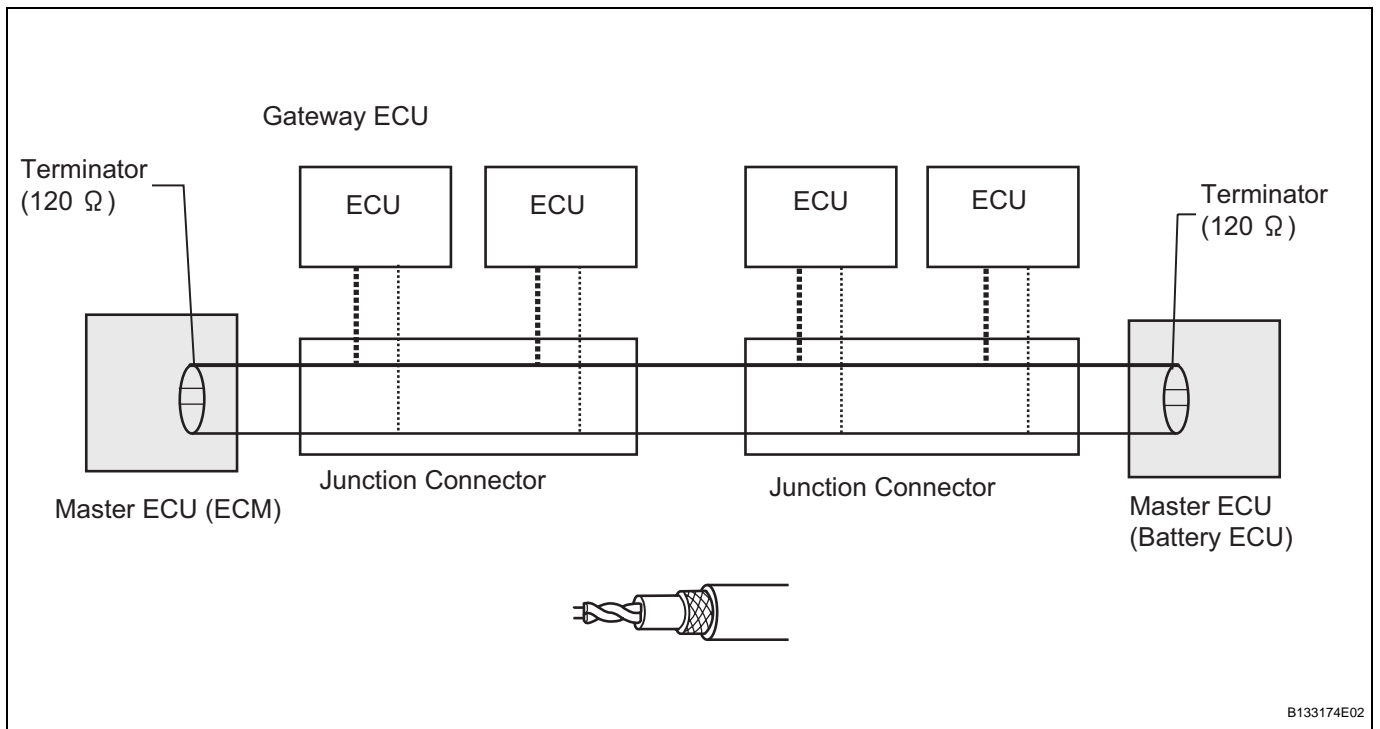 Gateway ECU
Terminator
(120 Ω)
ECU
ECU
ECU
ECU
Terminator
(120 Ω)
Junction Connector
Junction Connector
Master ECU (ECM)
Master ECU
(Battery ECU)
B133174E02